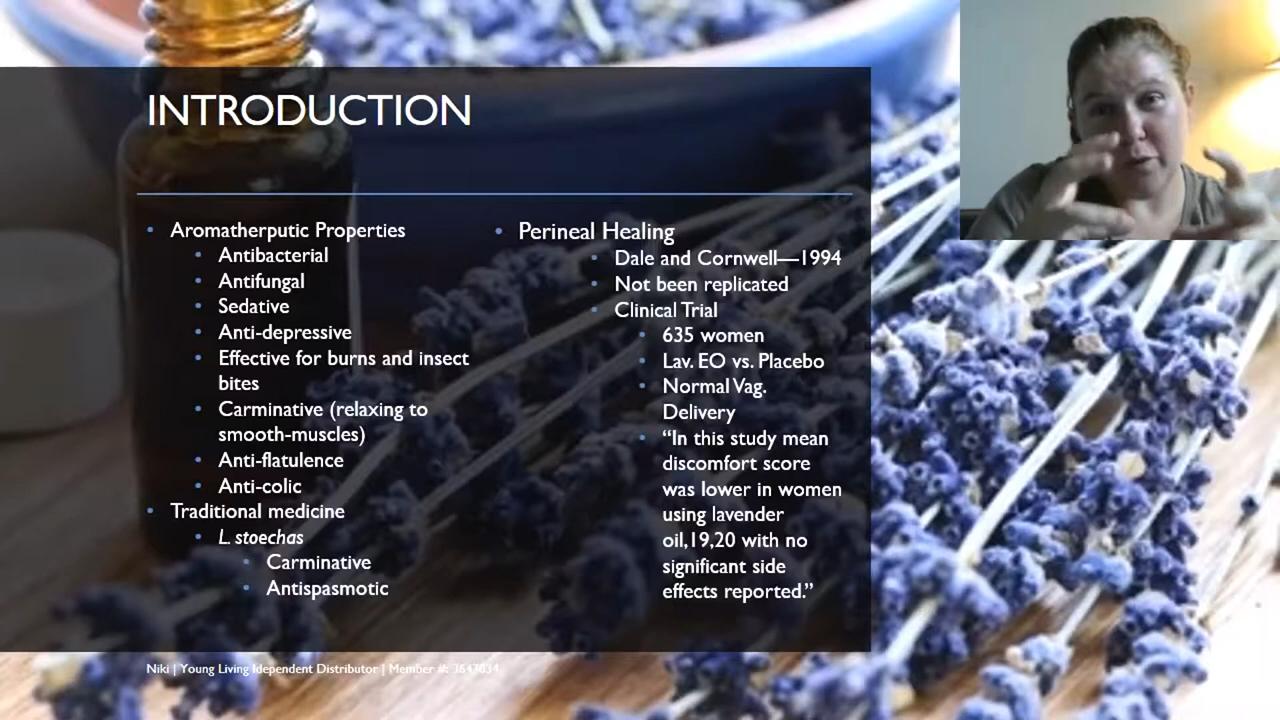 INTRODUCTION
Aromatherputic Properties
Antibacterial
Antifungal
Sedative
Anti-depressive
Effective for burns and insect
bites
Carminative (relaxing to
smooth-muscles)
Anti-flatulence
Anti-colic
Traditional medicine
L. stoechas
Carminative
Antispasmotic
Perineal Healing
Dale and Cornwell—1994
Not been replicated
Clinical Trial
635 women
Lav. EO vs. Placebo
Normal Vag.
Delivery
“In this study mean
discomfort score
was lower in women
using lavender
oil,19,20 with no
significant side
effects reported.”
Niki | Young Living Idependent Distributor | Member #: